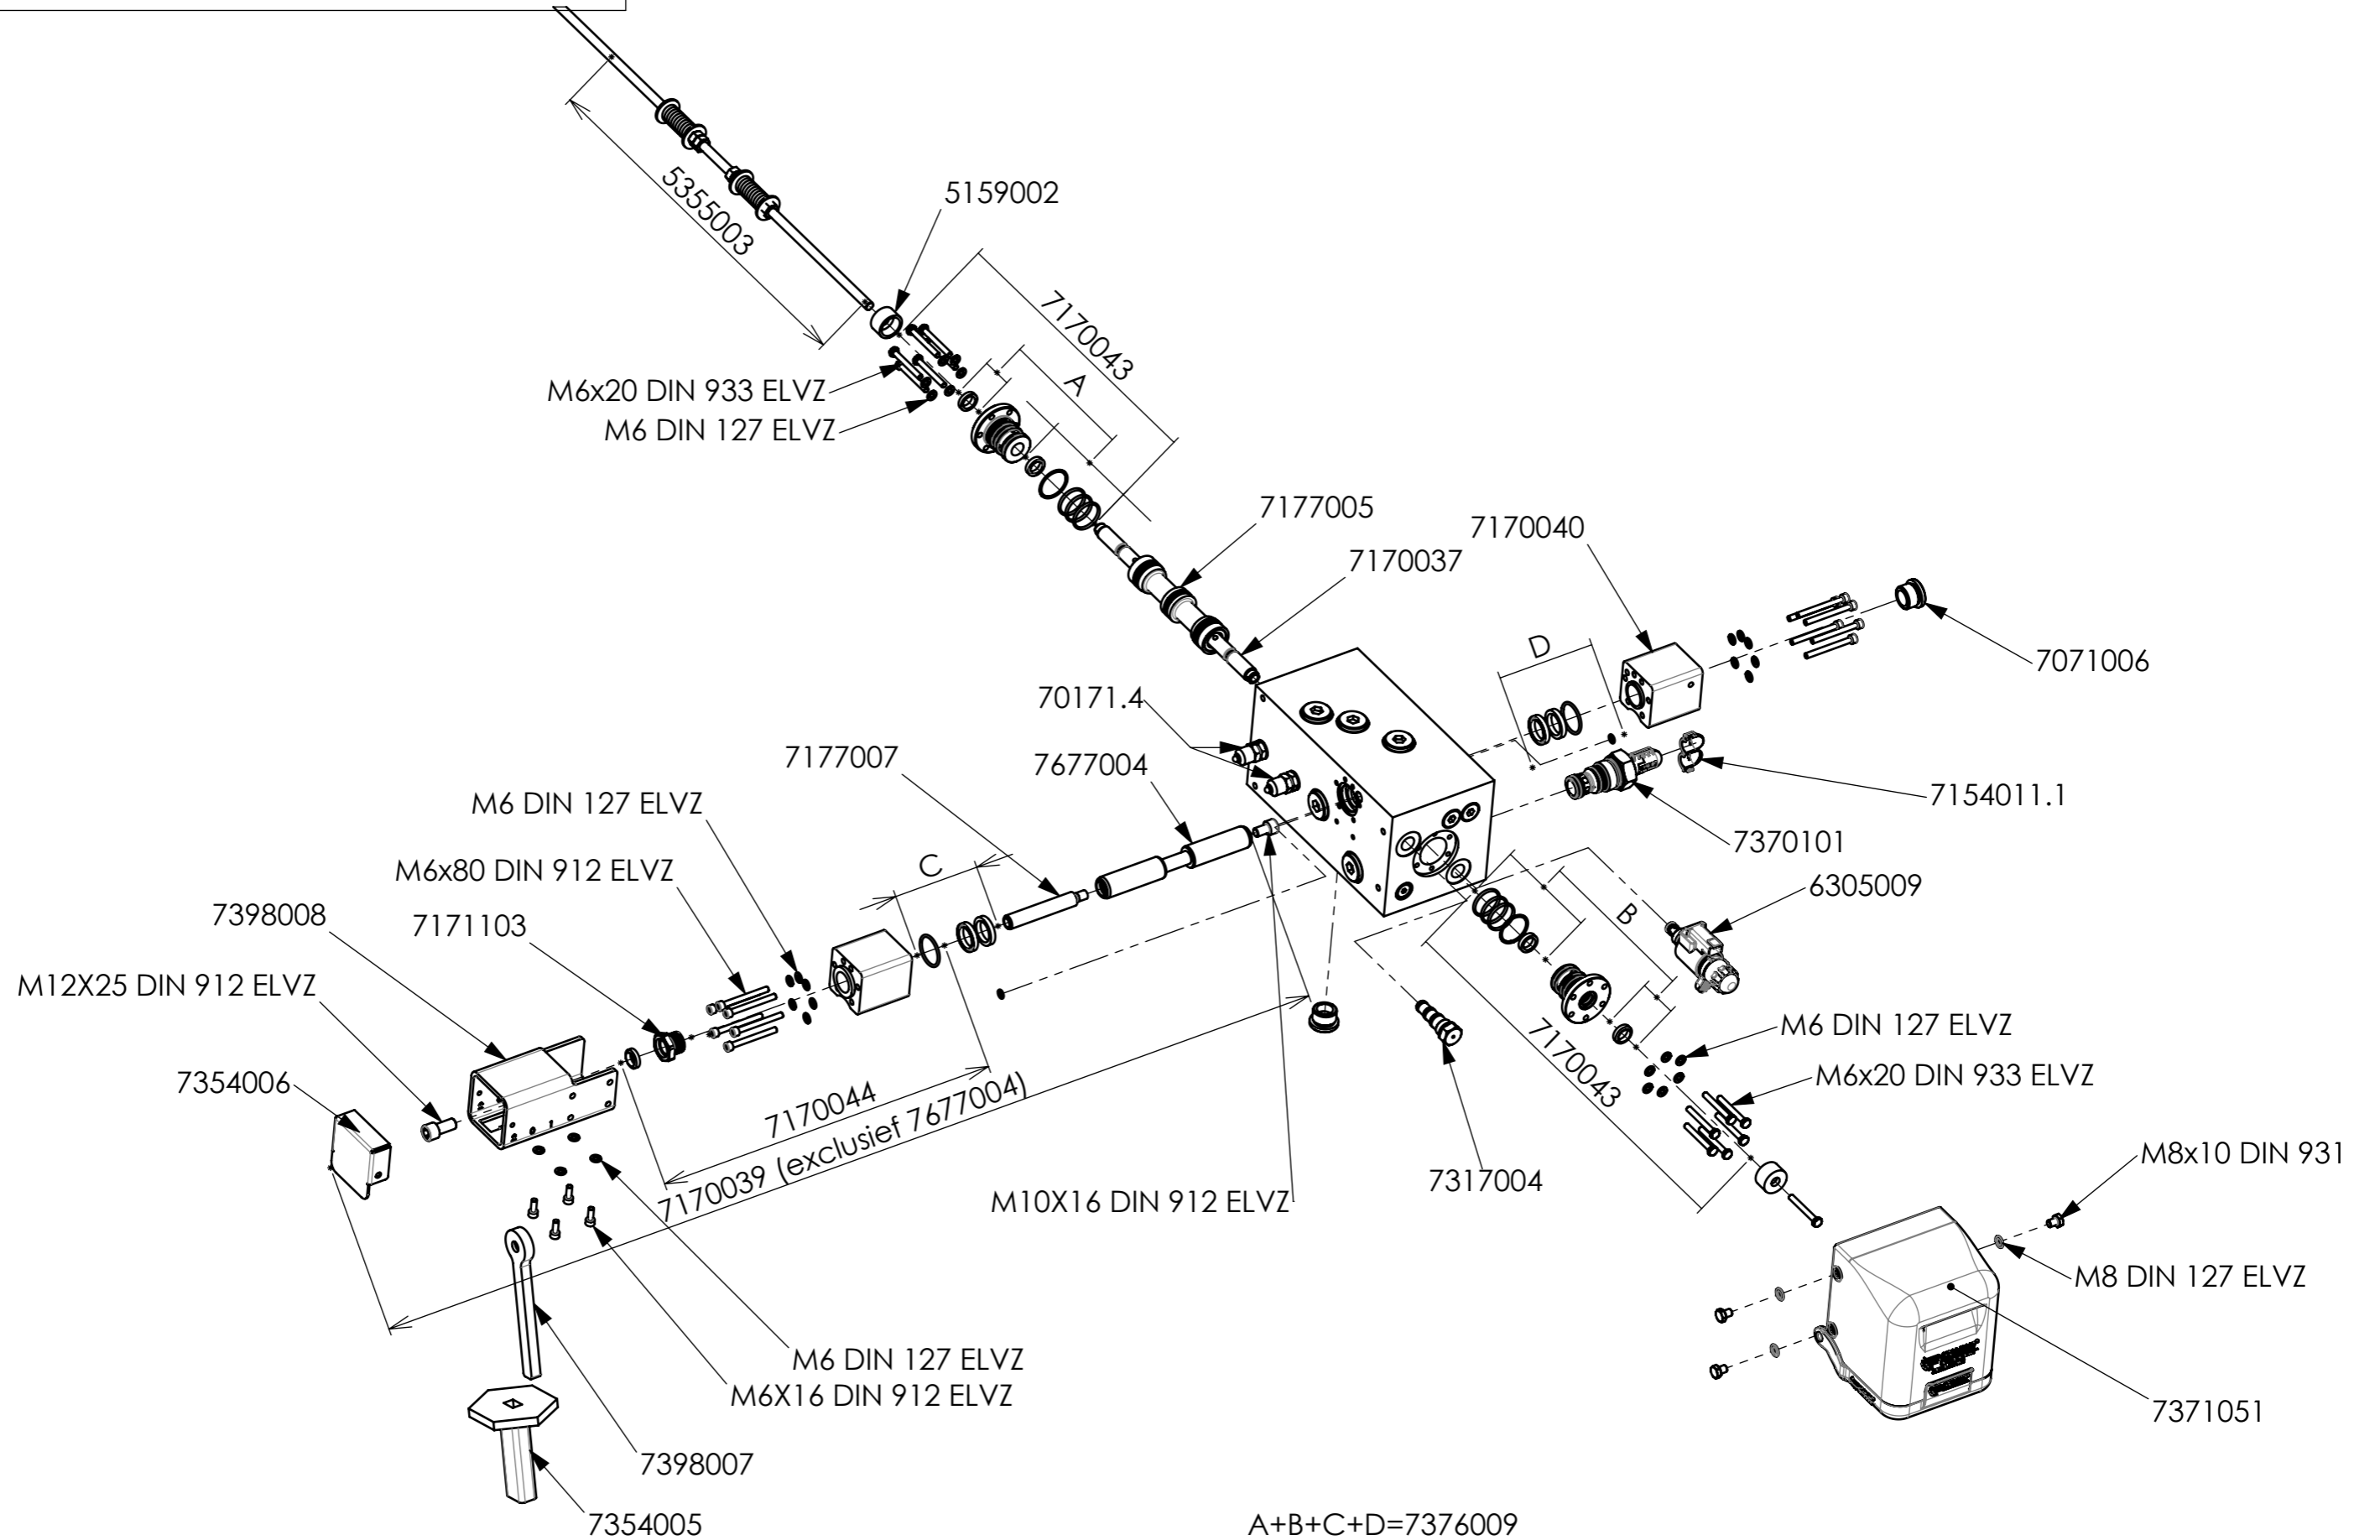 5355003
5159002
7170043
A
M6x20 DIN 933 ELVZ
M6 DIN 127 ELVZ
7177005
7170037
7170040
D
7071006
70171.4
7177007
7677004
M6 DIN 127 ELVZ
M6x80 DIN 912 ELVZ
C
7154011.1
7370101
6305009
7398008
7171103
B
M12X25 DIN 912 ELVZ
7354006
M6 DIN 127 ELVZ
M6x20 DIN 933 ELVZ
7170044
7170039 (exclusief 7677004)
7170043
M10X16 DIN 912 ELVZ
7317004
M8x10 DIN 931
M8 DIN 127 ELVZ
M6 DIN 127 ELVZ
M6X16 DIN 912 ELVZ
7371051
7398007
7354005
A+B+C+D=7376009
2 0 1